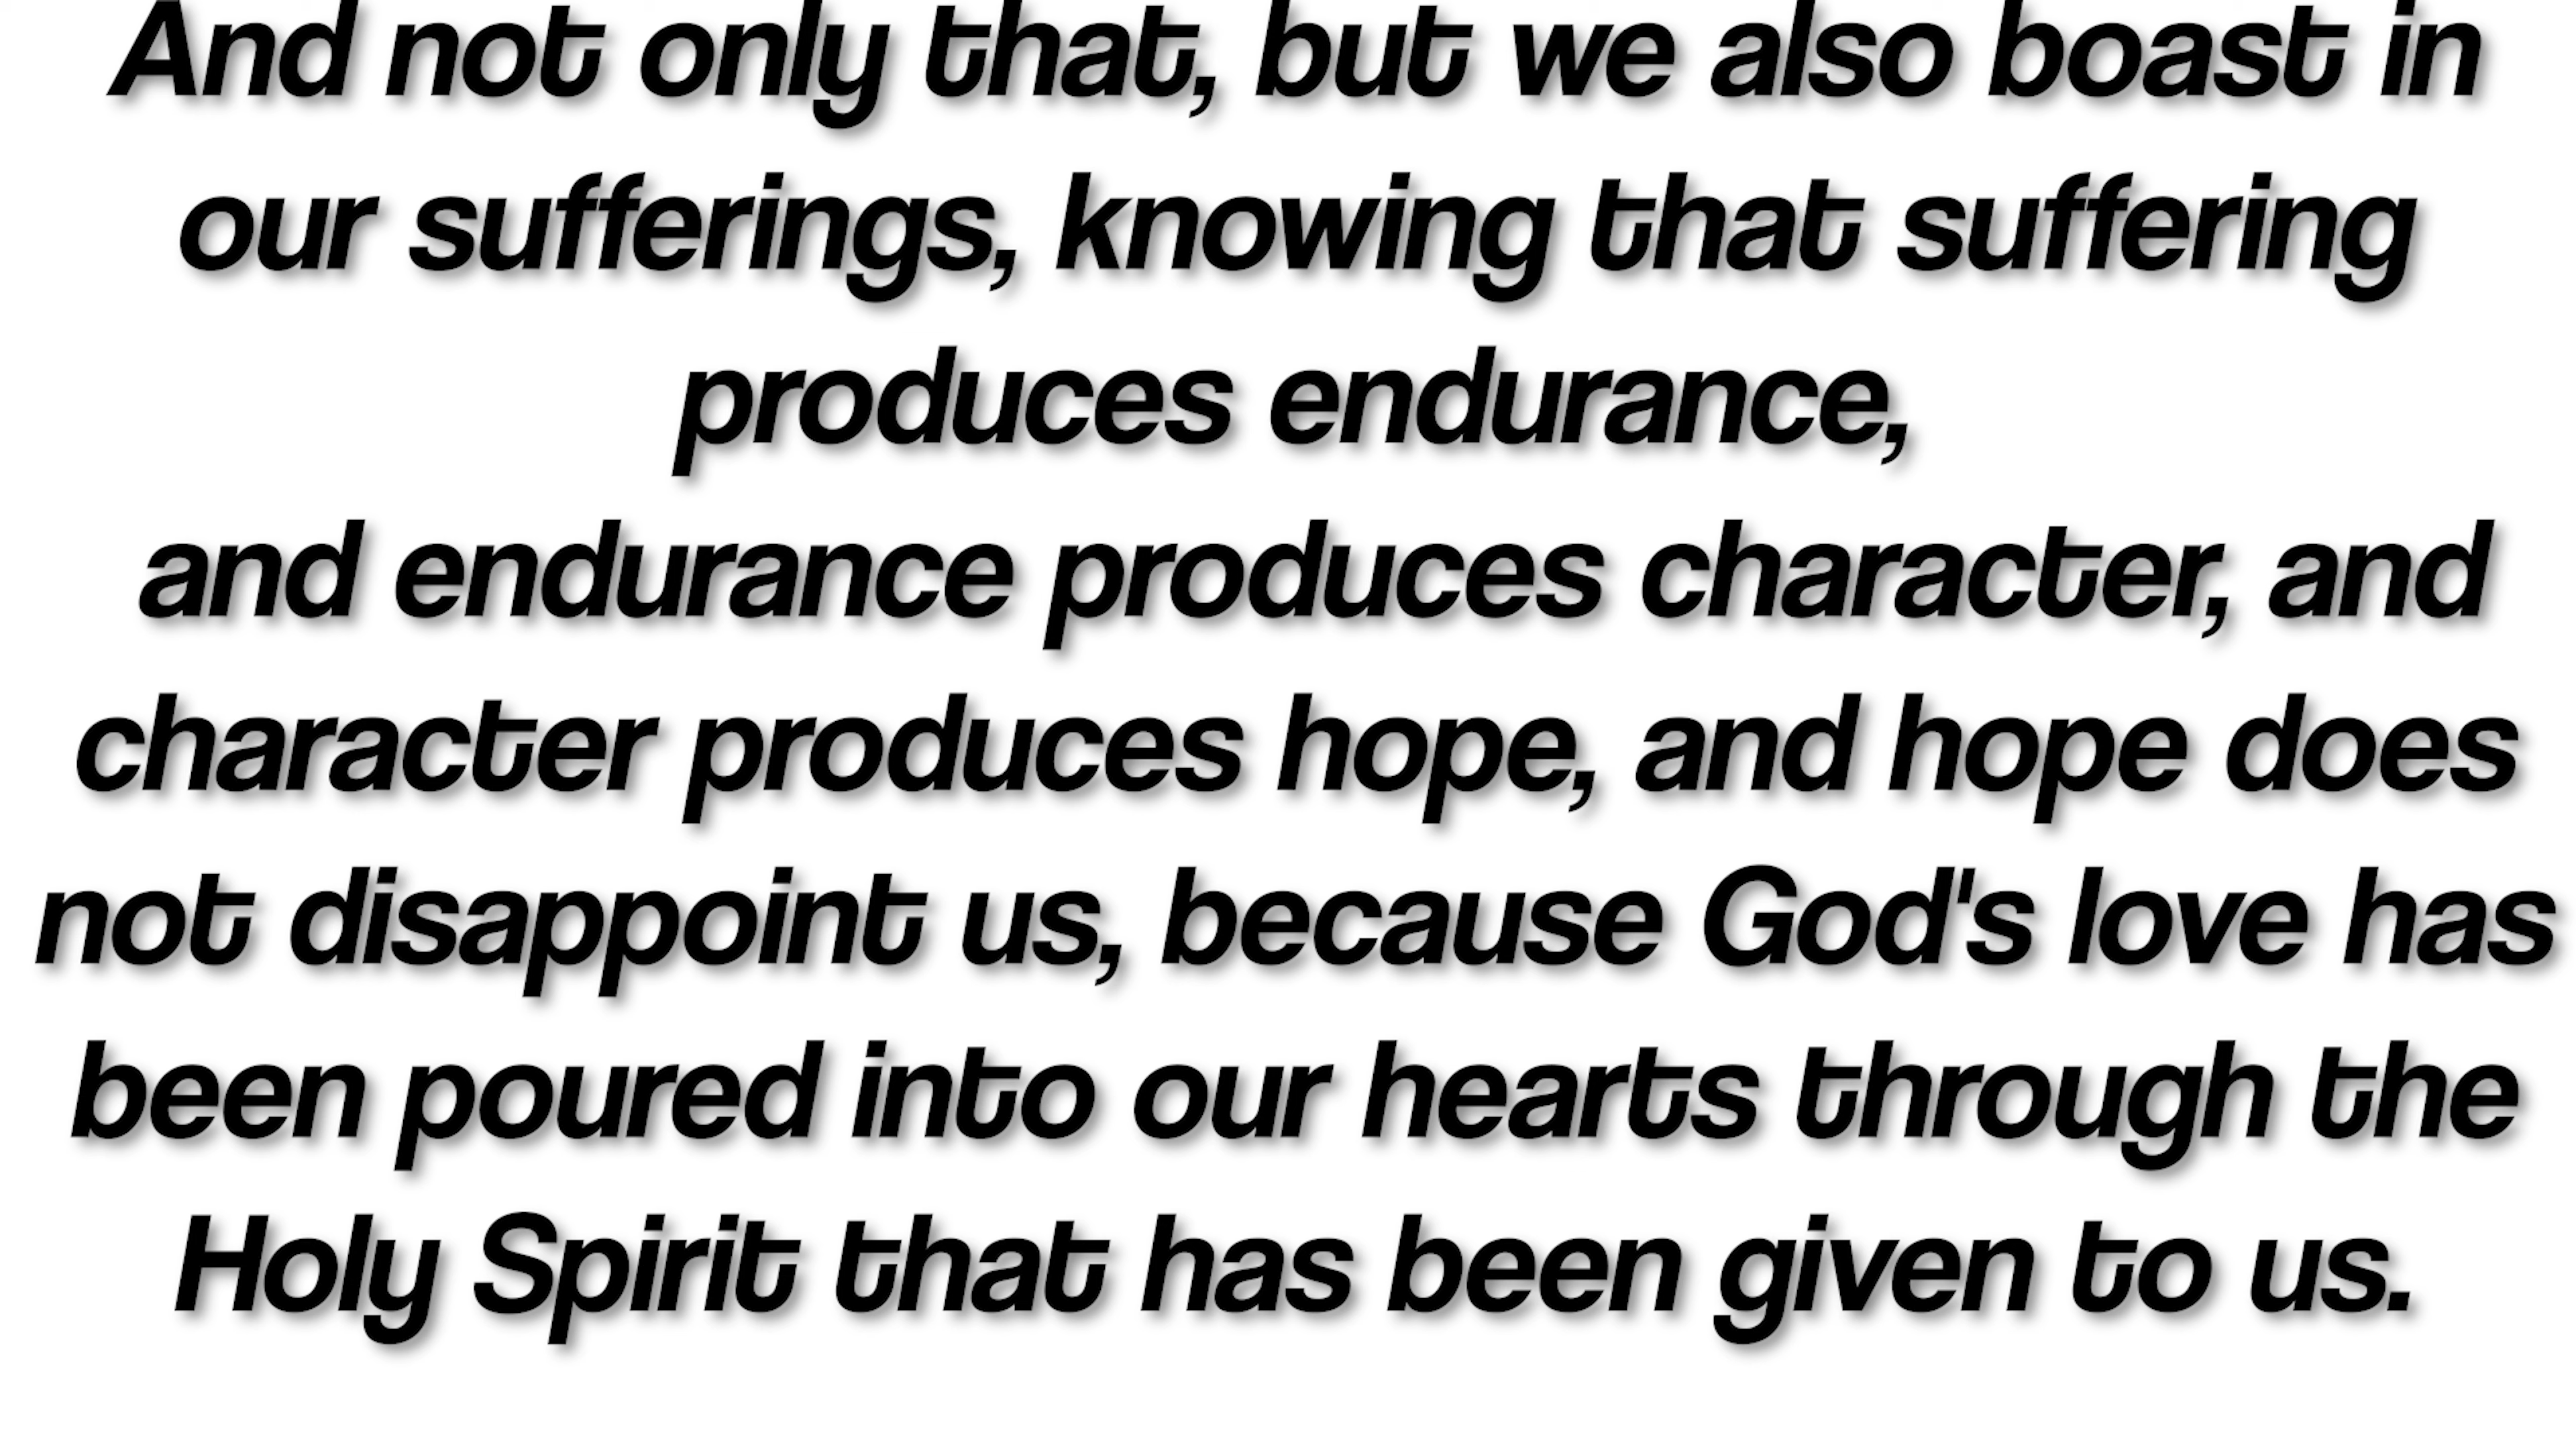 And not only that, but we also boast in
our sufferings, knowing that suffering
produces endurance,
and endurance produces character, and
character produces hope, and hope does
not disappoint us, because God's love has
been poured into our hearts through the
Holy Spirit that has been given to us.